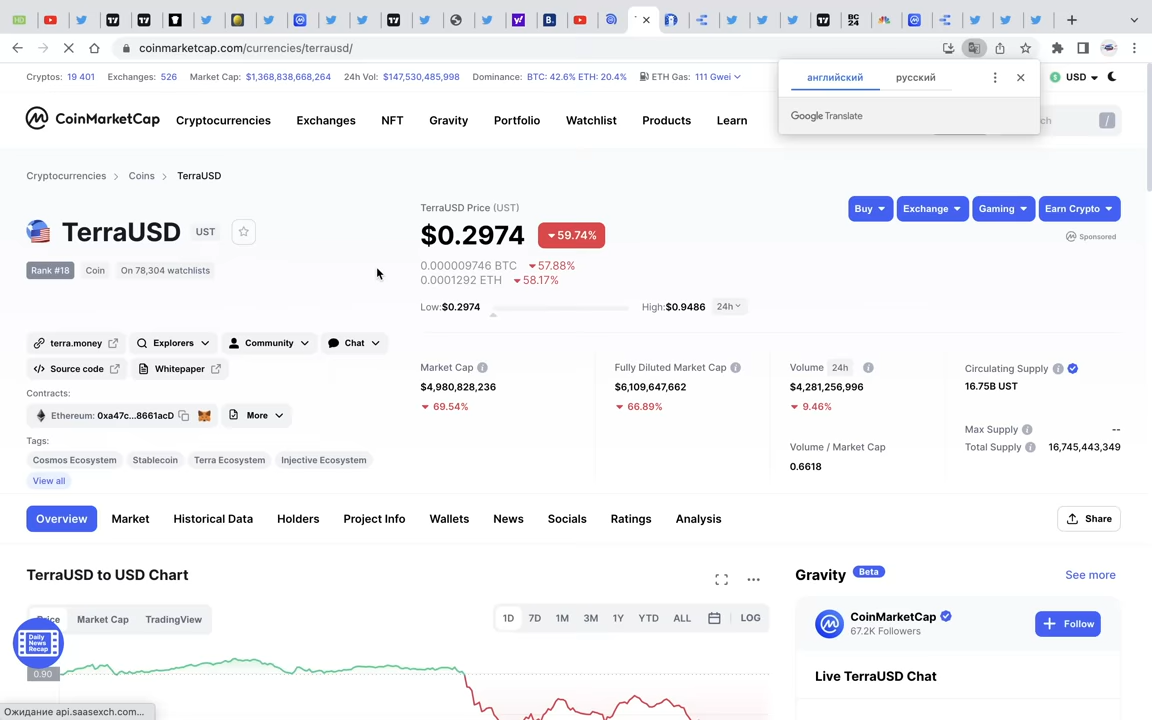 coinmarketcap.com/currencies/terrausd/
английский русский
Google Translate
Cryptos: 19 401 Exchanges: 526 Market Cap: $1,368,838,668,264 24h Vol: $147,530,485,998 Dominance: BTC: 42.6% ETH: 20.4% ETH Gas: 111 Gwei
USD
CoinMarketCap Cryptocurrencies Exchanges NFT Gravity Portfolio Watchlist Products Learn
ch /
Cryptocurrencies > Coins > TerraUSD
TerraUSD UST
Rank #18 Coin On 78,304 watchlists
TerraUSD Price (UST)
$0.2974 59.74%
0.000009746 BTC 57.88%
0.0001292 ETH 58.17%
Low: $0.2974 High: $0.9486 24h
Buy Exchange Gaming Earn Crypto
Sponsored
terra.money Explorers Community Chat
Source code Whitepaper
Contracts:
Ethereum: 0xa47c...8661acD More
Tags:
Cosmos Ecosystem Stablecoin Terra Ecosystem Injective Ecosystem
View all
Market Cap
$4,980,828,236
69.54%
Fully Diluted Market Cap
$6,109,647,662
66.89%
Volume 24h
$4,281,256,996
9.46%
Volume / Market Cap
0.6618
Circulating Supply
16.75B UST
Max Supply --
Total Supply 16,745,443,349
Overview Market Historical Data Holders Project Info Wallets News Socials Ratings Analysis
Share
TerraUSD to USD Chart
Price Market Cap TradingView
1D 7D 1M 3M 1Y YTD ALL LOG
0.90
Daily
News
Recap
Gravity Beta See more
CoinMarketCap
67.2K Followers
+ Follow
Live TerraUSD Chat
Ожидание api.saasexch.com...